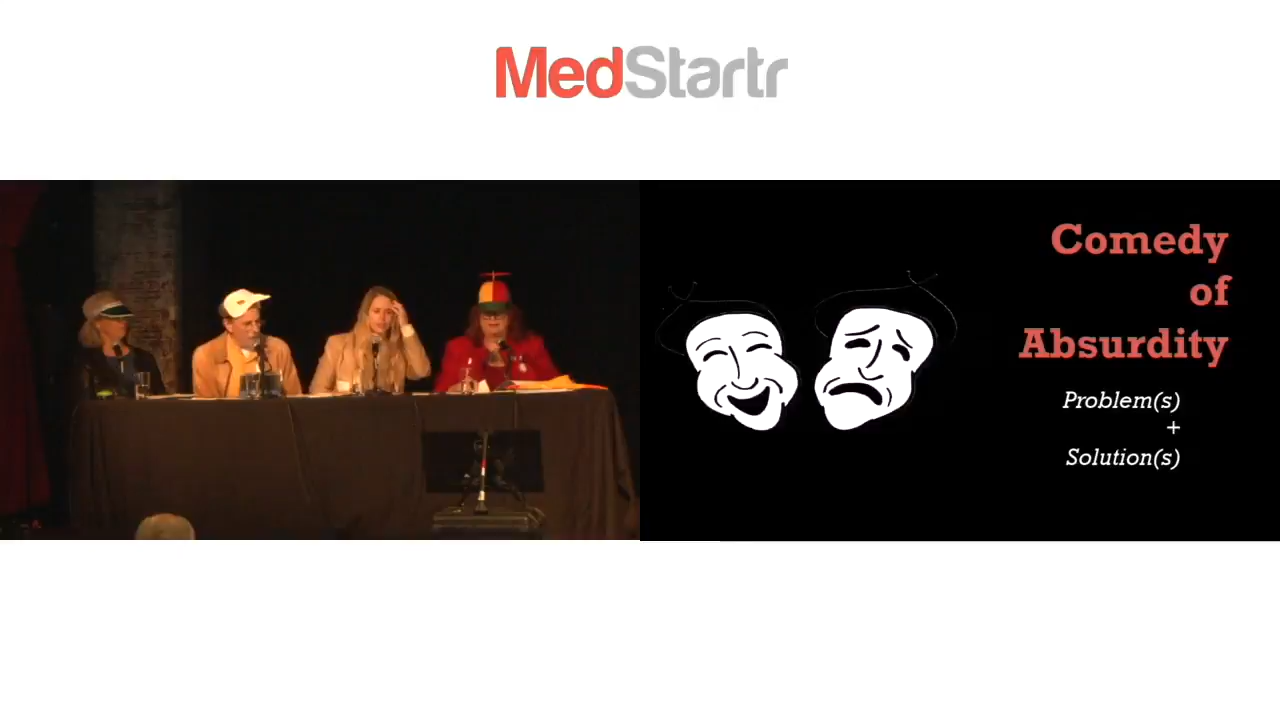 MedStartr
Comedy
of
Absurdity
Problem(s)
+
Solution(s)